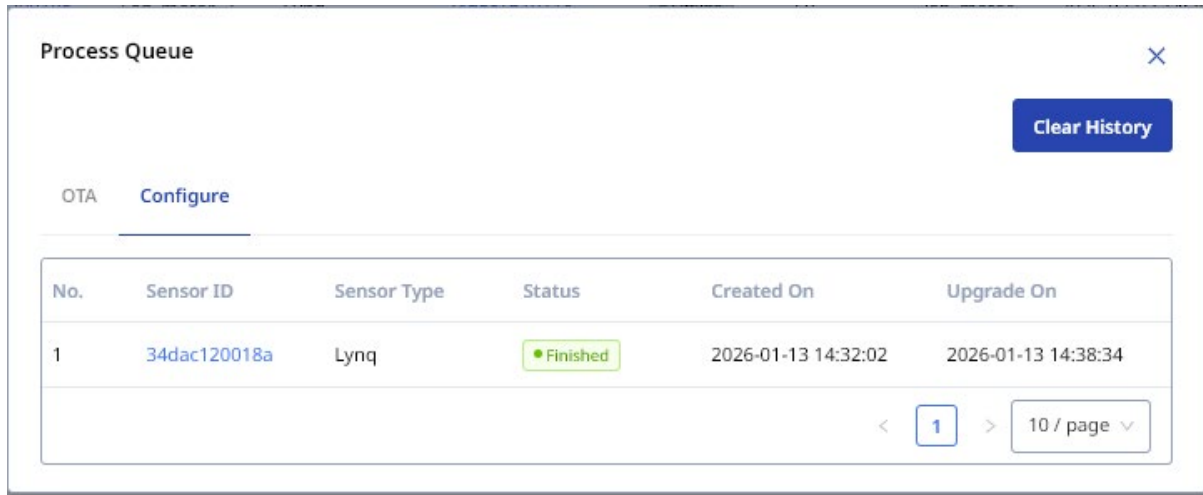 Process Queue
Clear History
OTA Configure
No. Sensor ID Sensor Type Status Created On Upgrade On
1 34dac120018a Lynq Finished 2026-01-13 14:32:02 2026-01-13 14:38:34
< 1 > 10 / page